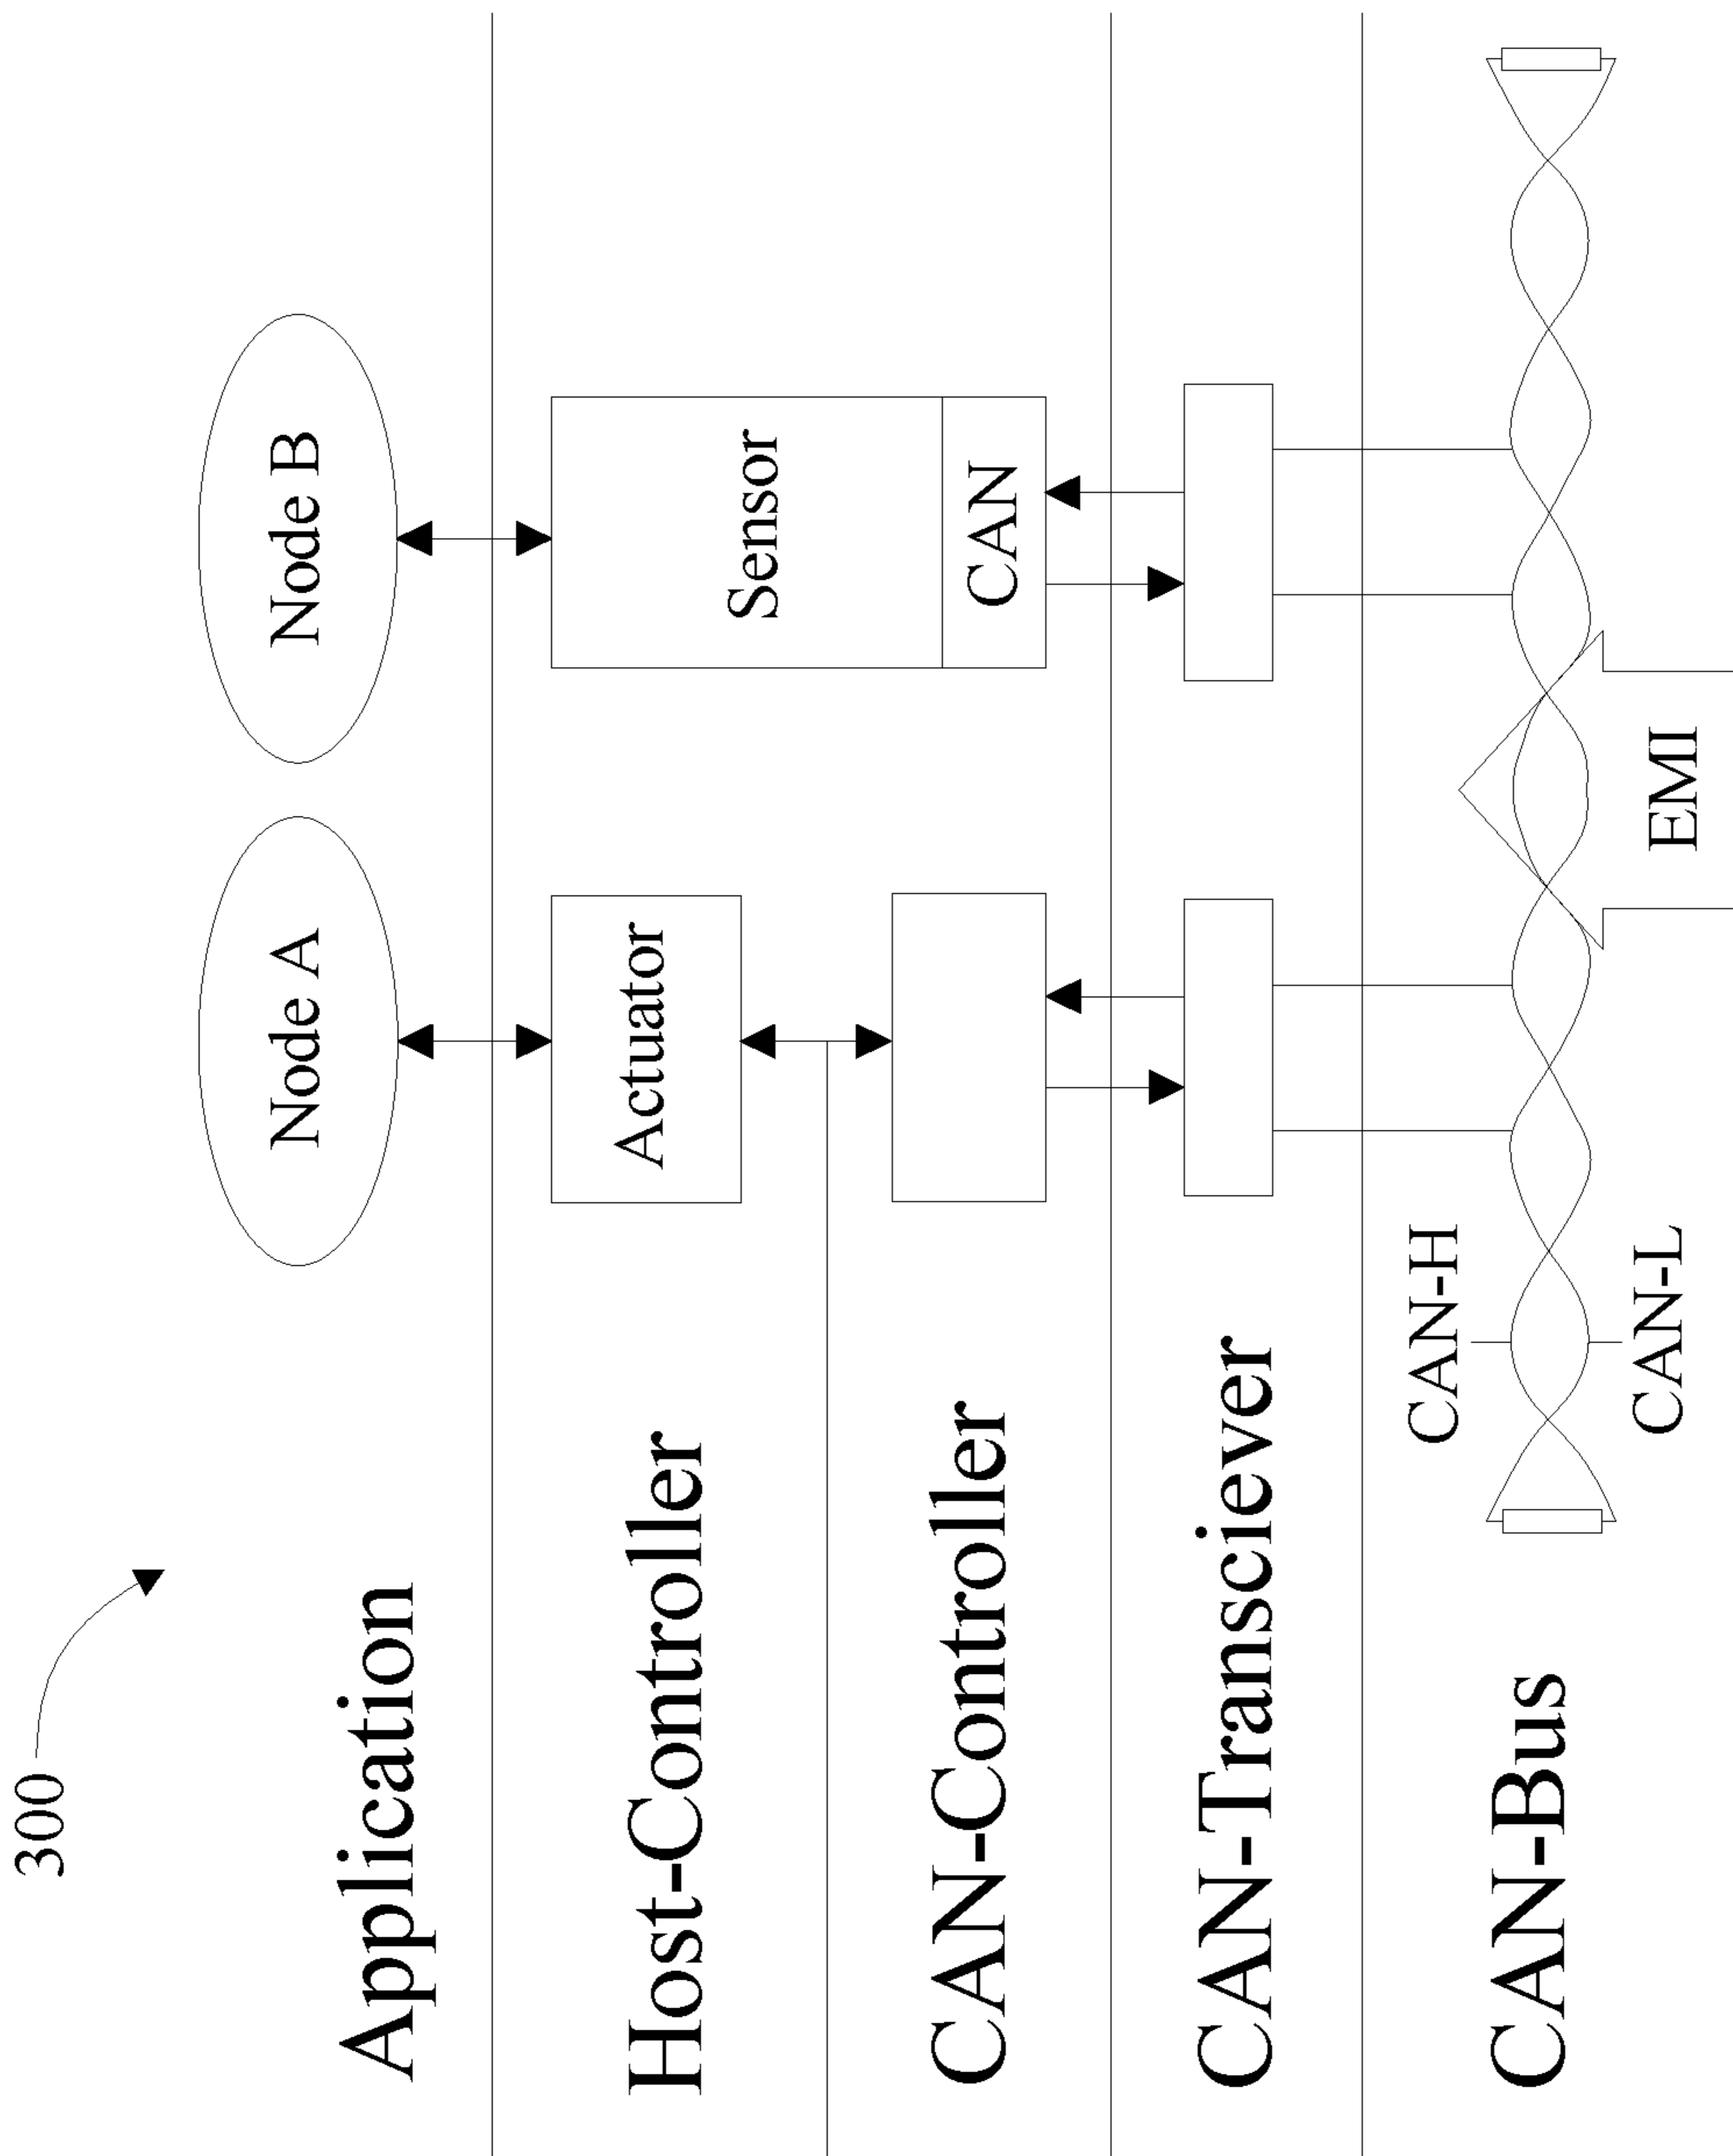 300
Application
Node A
Node B
Host-Controller
Actuator
Sensor
CAN-Controller
CAN
CAN-Transciever
CAN-Bus
CAN-H
CAN-L
EMI